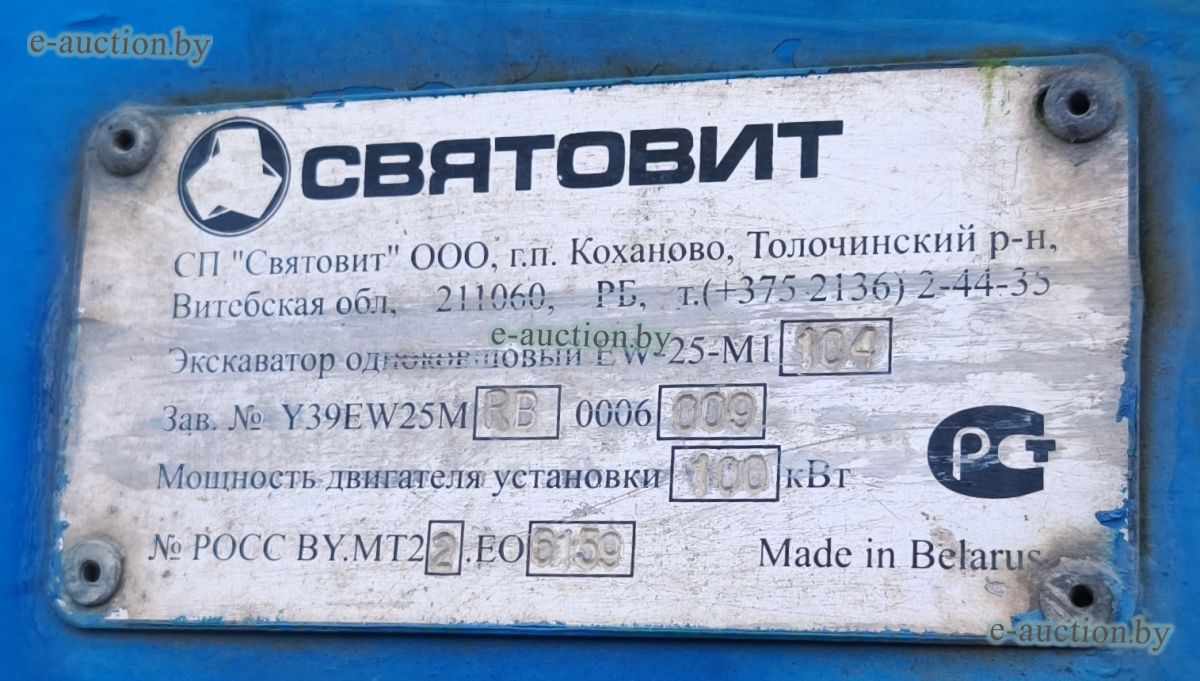 e-auction.by
СВЯТОВИТ
СП "Святовит" ООО, г.п. Коханово, Толочинский р-н,
Витебская обл, 211060, РБ, т.(+375 2136) 2-44-35
e-auction.by
Экскаватор одноковшовый EW-25-M1 104
Зав. № Y39EW25M RB 0006 009
Мощность двигателя установки 100 кВт
РСТ
№ РОСС BY.MT22.EO6159
Made in Belarus
e-auction.by